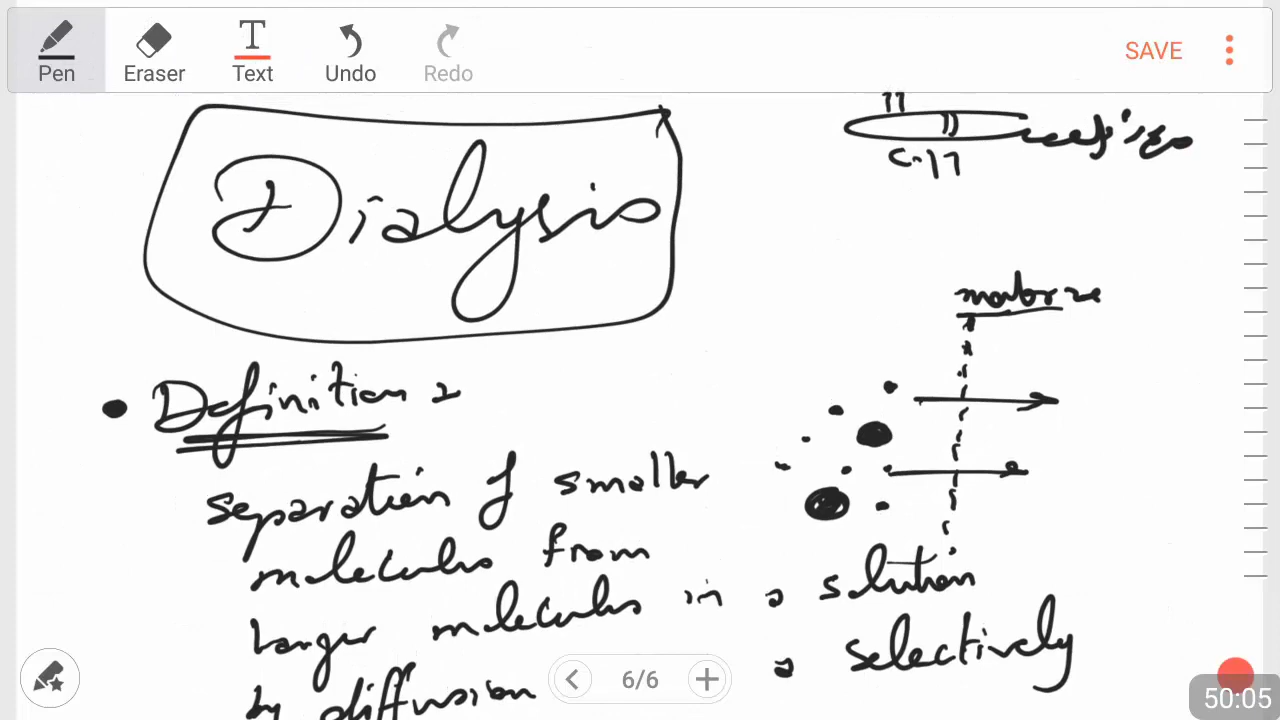 Pen
Eraser
Text
Undo
Redo
SAVE
Dialysis
Definition
separation of smaller
molecules from
larger molecules in a solution
by diffusion a selectively
6/6
50:05